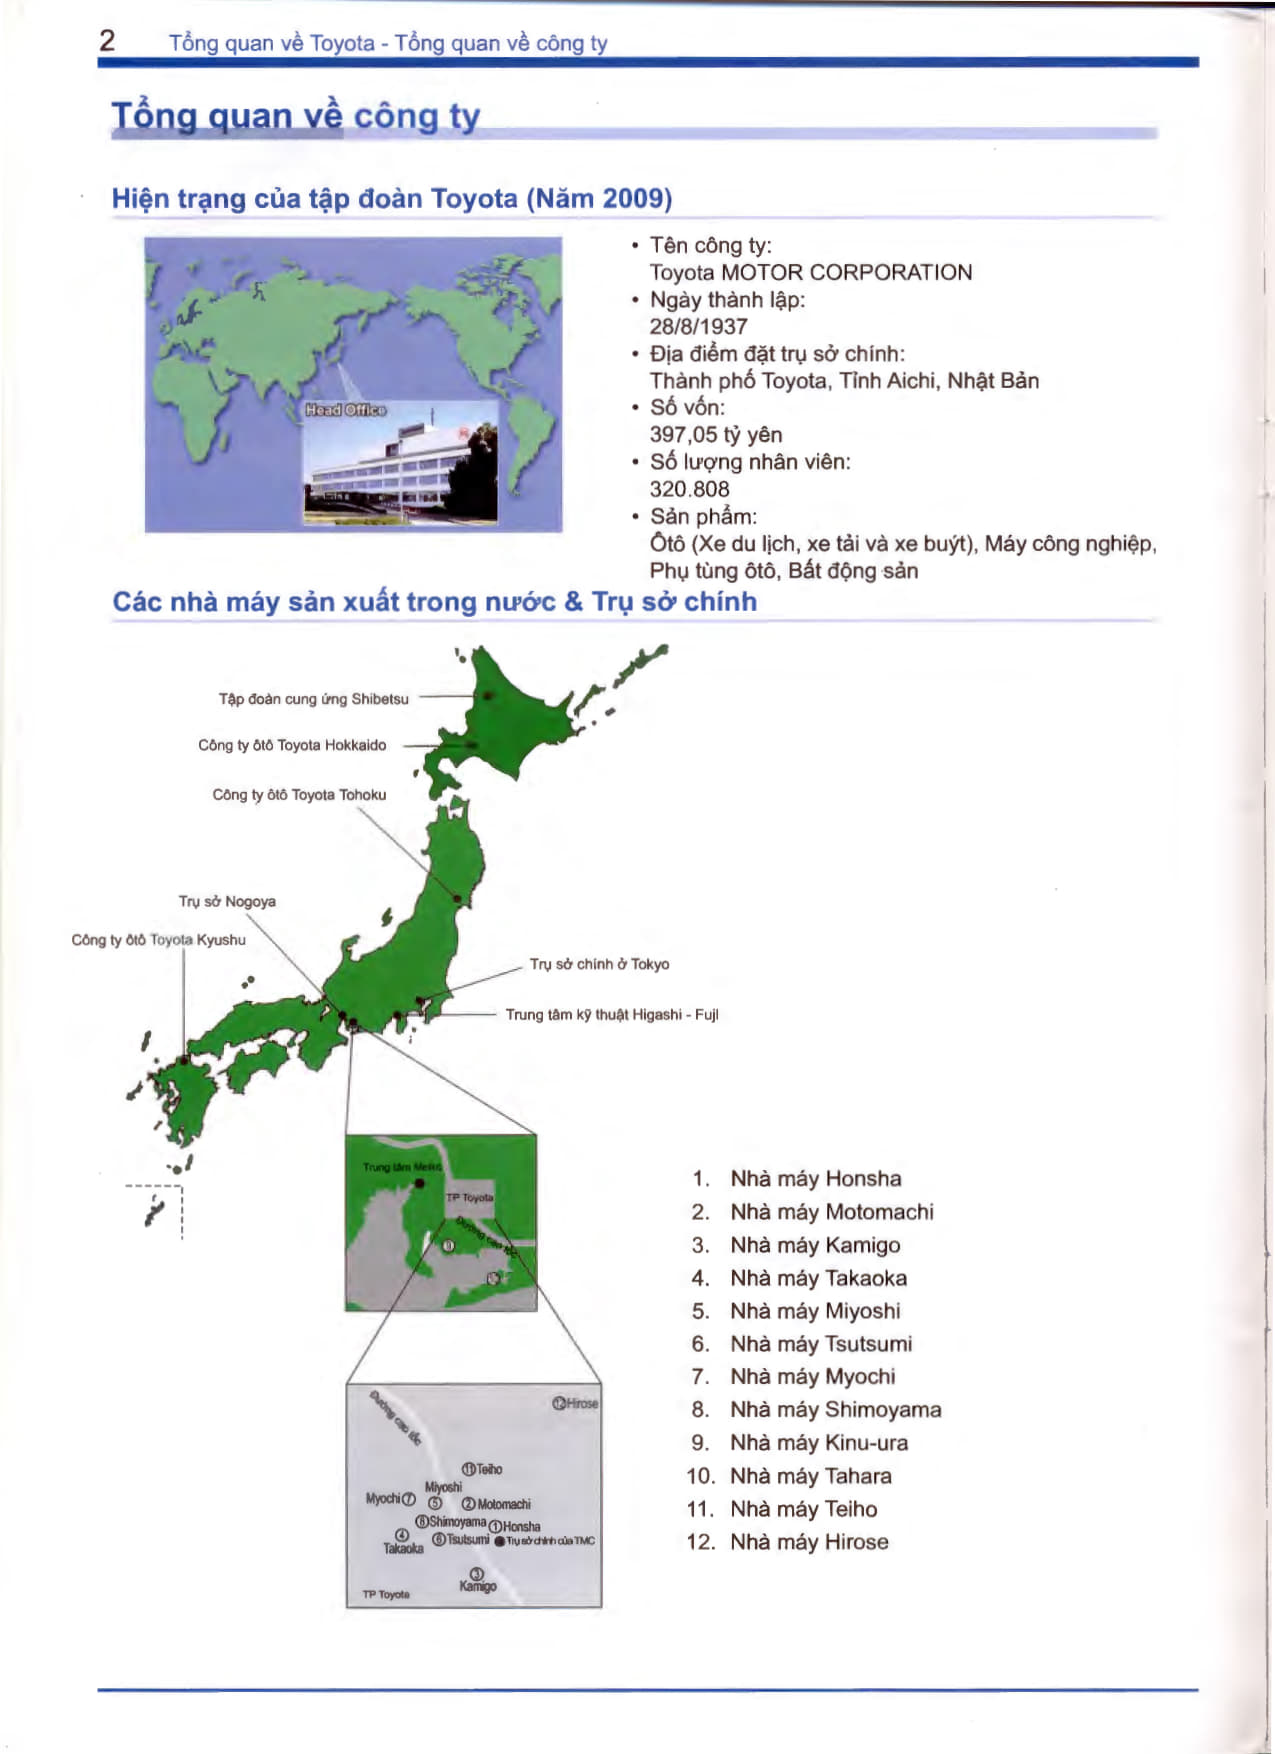 2 Tổng quan về Toyota - Tổng quan về công ty
Tổng quan về công ty
Hiện trạng của tập đoàn Toyota (Năm 2009)
Head Office
• Tên công ty:
Toyota MOTOR CORPORATION
• Ngày thành lập:
28/8/1937
• Địa điểm đặt trụ sở chính:
Thành phố Toyota, Tỉnh Aichi, Nhật Bản
• Số vốn:
397,05 tỷ yên
• Số lượng nhân viên:
320.808
• Sản phẩm:
Ôtô (Xe du lịch, xe tải và xe buýt), Máy công nghiệp,
Phụ tùng ôtô, Bất động sản
Các nhà máy sản xuất trong nước & Trụ sở chính
Tập đoàn cung ứng Shibetsu
Công ty ôtô Toyota Hokkaido
Công ty ôtô Toyota Tohoku
Trụ sở Nogoya
Công ty ôtô Toyota Kyushu
Trụ sở chính ở Tokyo
Trung tâm kỹ thuật Higashi - Fuji
Trung tâm Meiko
TP Toyota
Đường cao tốc
⑨
⑩
Đường cao tốc
⑫Hirose
⑪Teiho
Miyoshi
Myochi⑦ ⑤ ②Motomachi
⑧Shimoyama ①Honsha
④ ⑥Tsutsumi Trụ sở chính của TMC
Takaoka
③
Kamigo
TP Toyota
1. Nhà máy Honsha
2. Nhà máy Motomachi
3. Nhà máy Kamigo
4. Nhà máy Takaoka
5. Nhà máy Miyoshi
6. Nhà máy Tsutsumi
7. Nhà máy Myochi
8. Nhà máy Shimoyama
9. Nhà máy Kinu-ura
10. Nhà máy Tahara
11. Nhà máy Teiho
12. Nhà máy Hirose